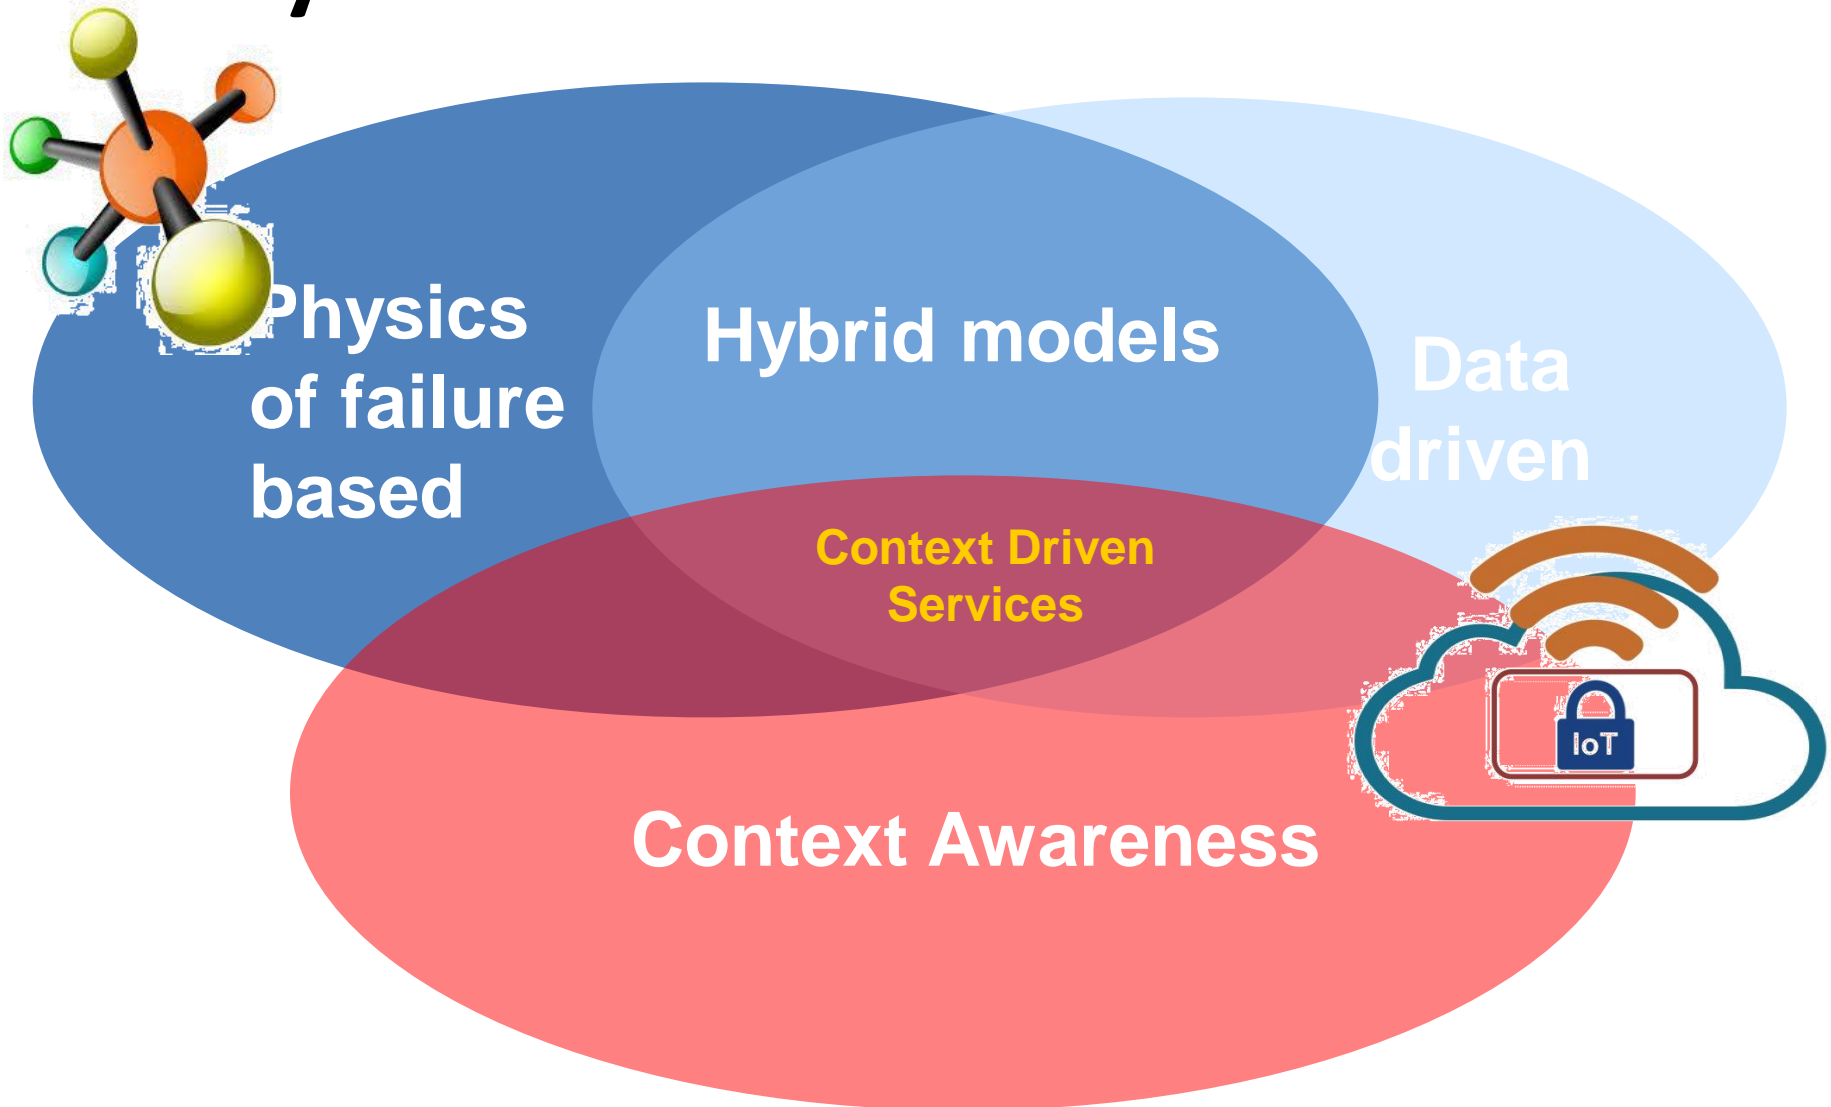 Physics
of failure
based
Hybrid models
Data
driven
Context Driven
Services
IoT
Context Awareness